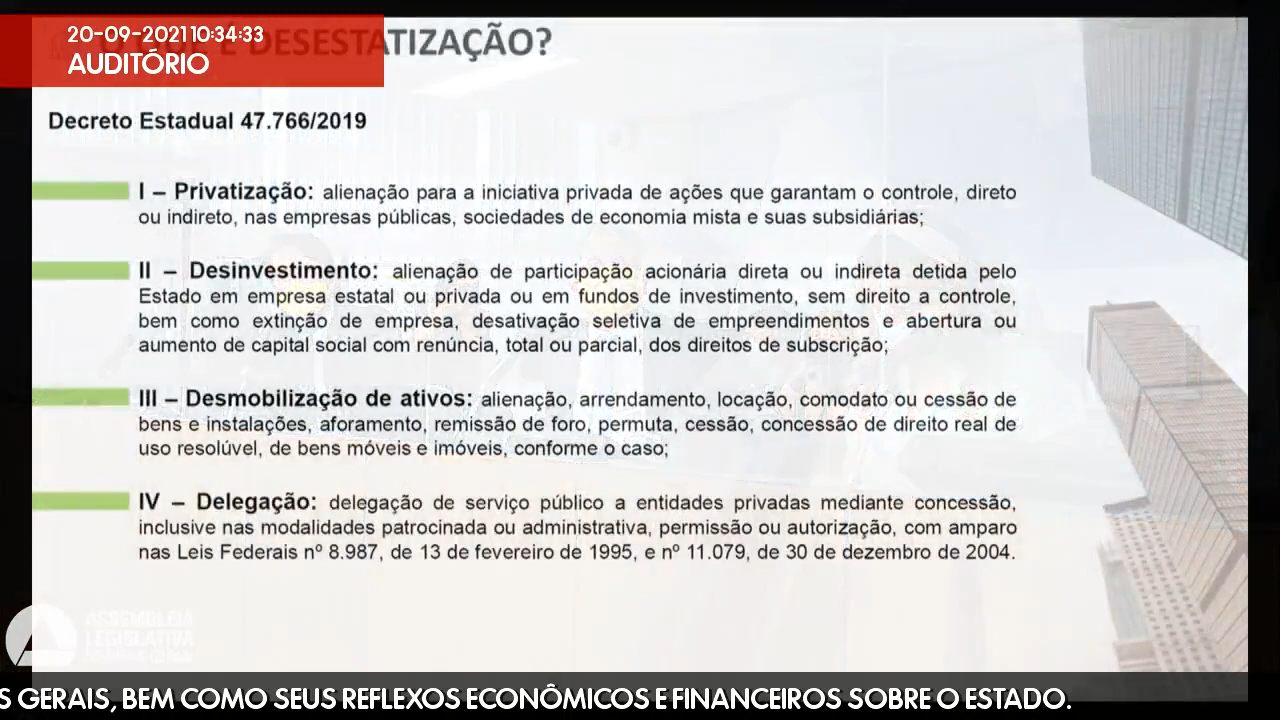 20-09-2021 10:34:33
AUDITÓRIO
O QUE É DESESTATIZAÇÃO?
Decreto Estadual 47.766/2019
I – Privatização: alienação para a iniciativa privada de ações que garantam o controle, direto
ou indireto, nas empresas públicas, sociedades de economia mista e suas subsidiárias;
II – Desinvestimento: alienação de participação acionária direta ou indireta detida pelo
Estado em empresa estatal ou privada ou em fundos de investimento, sem direito a controle,
bem como extinção de empresa, desativação seletiva de empreendimentos e abertura ou
aumento de capital social com renúncia, total ou parcial, dos direitos de subscrição;
III – Desmobilização de ativos: alienação, arrendamento, locação, comodato ou cessão de
bens e instalações, aforamento, remissão de foro, permuta, cessão, concessão de direito real de
uso resolúvel, de bens móveis e imóveis, conforme o caso;
IV – Delegação: delegação de serviço público a entidades privadas mediante concessão,
inclusive nas modalidades patrocinada ou administrativa, permissão ou autorização, com amparo
nas Leis Federais nº 8.987, de 13 de fevereiro de 1995, e nº 11.079, de 30 de dezembro de 2004.
ASSEMBLEIA
LEGISLATIVA
S GERAIS, BEM COMO SEUS REFLEXOS ECONÔMICOS E FINANCEIROS SOBRE O ESTADO.